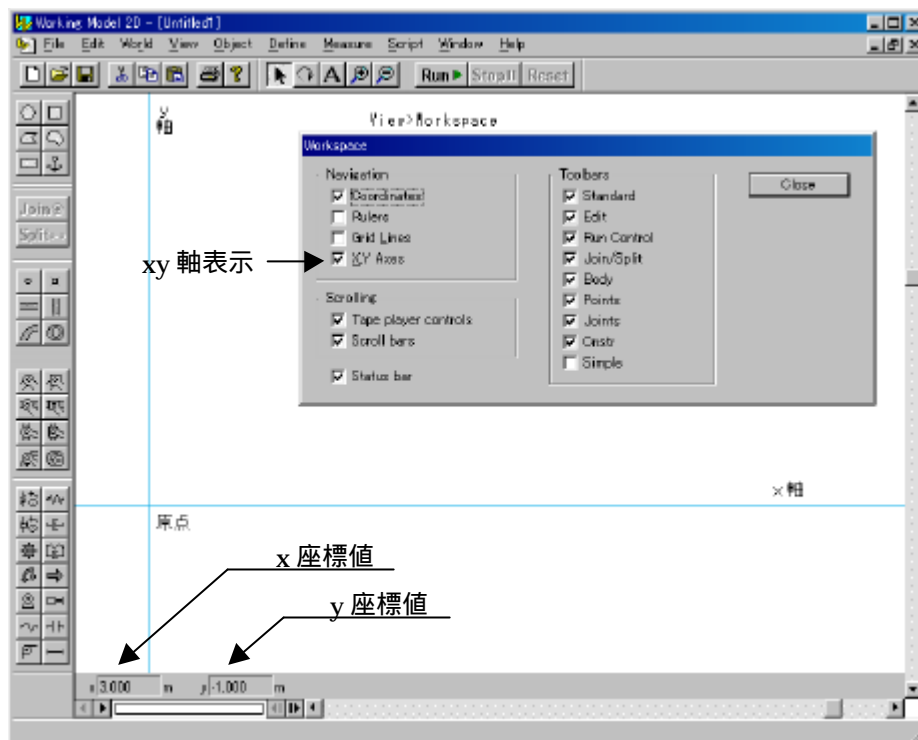 Working Model 2D - [Untitled1]
File Edit World View Object Define Measure Script Window Help
Run Stop Reset
y
軸
View>Workspace
Workspace
Navigation
Coordinates
Rulers
Grid Lines
X,Y Axes
Scrolling
Tape player controls
Scroll bars
Status bar
Toolbars
Standard
Edit
Run Control
Join/Split
Body
Points
Joints
Cnstr
Simple
Close
Join
Split
xy 軸表示
x軸
原点
x 座標値
y 座標値
x 3.000 m y -1.000 m